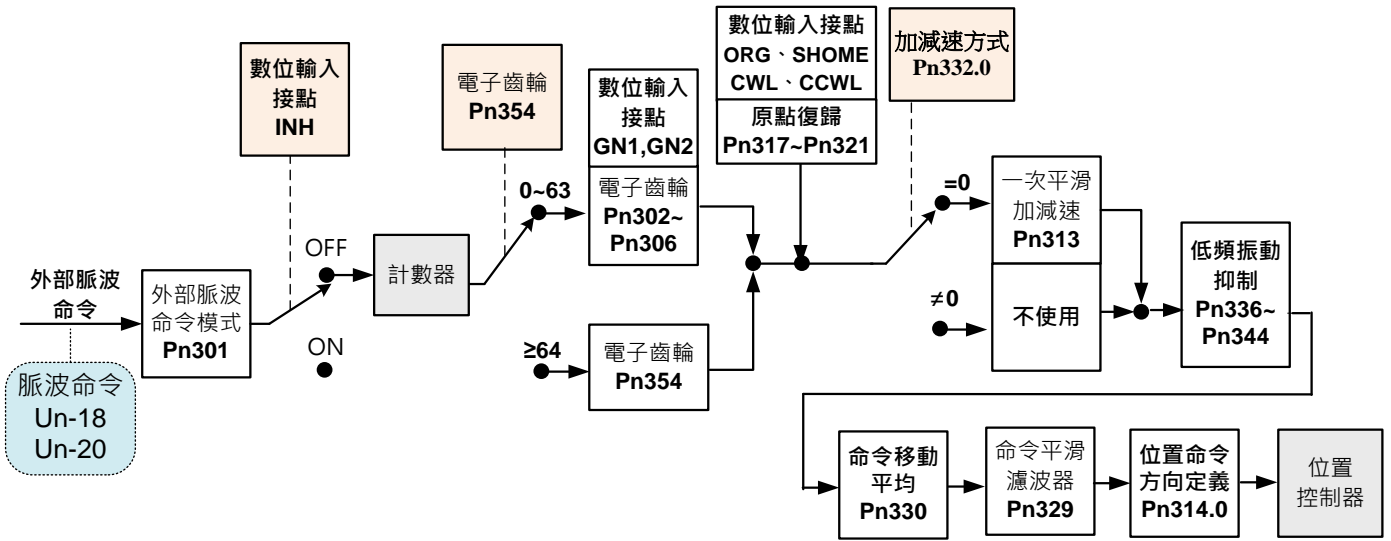 外部脈波
命令
脈波命令
Un-18
Un-20
外部脈波
命令模式
Pn301
數位輸入
接點
INH
OFF
ON
計數器
電子齒輪
Pn354
0~63
≥64
數位輸入
接點
GN1,GN2
電子齒輪
Pn302~
Pn306
電子齒輪
Pn354
數位輸入接點
ORG、SHOME
CWL、CCWL
原點復歸
Pn317~Pn321
加減速方式
Pn332.0
=0
≠0
一次平滑
加減速
Pn313
不使用
低頻振動
抑制
Pn336~
Pn344
命令移動
平均
Pn330
命令平滑
濾波器
Pn329
位置命令
方向定義
Pn314.0
位置
控制器